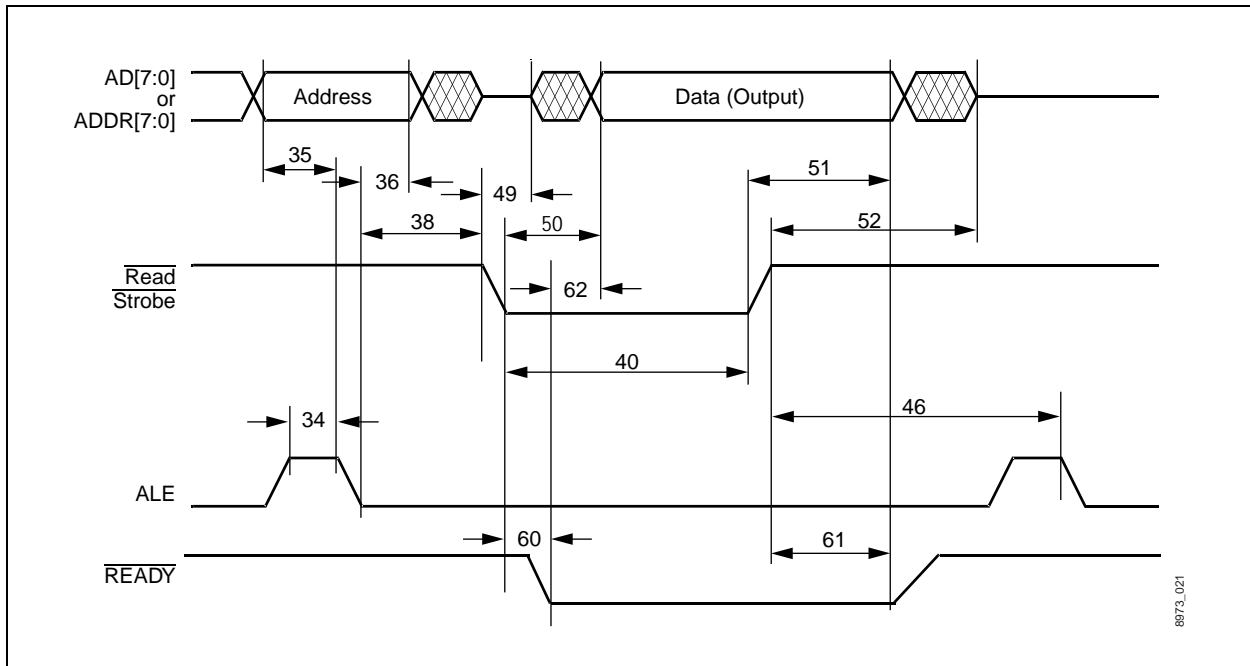 AD[7:0]
or
ADDR[7:0]
Address
Data (Output)
35
36
49
51
38
50
52
Read
Strobe
62
40
34
46
ALE
60
61
READY
8973_021